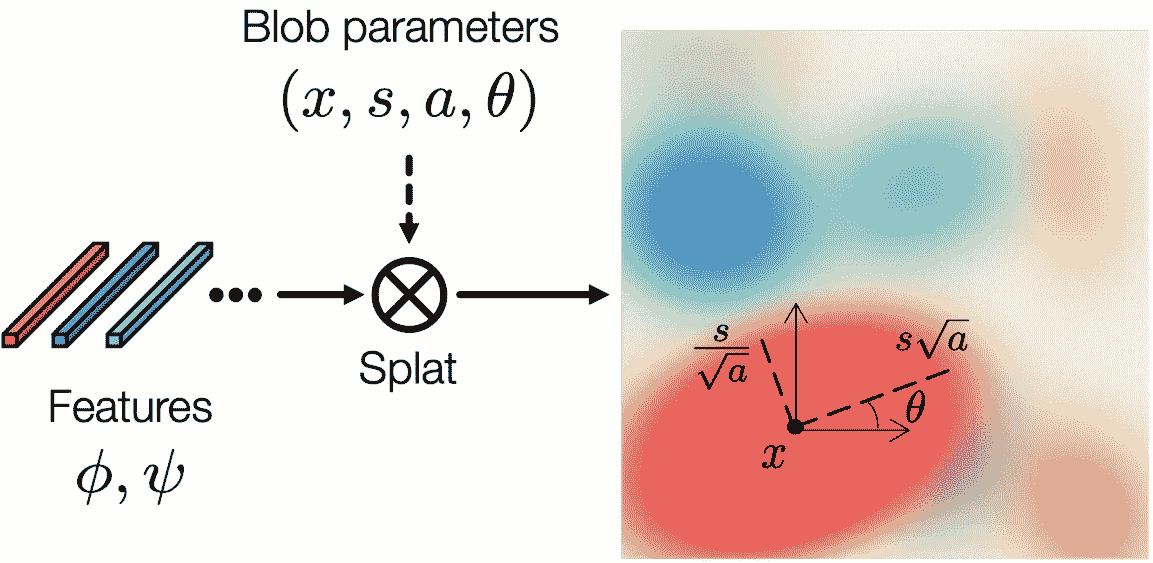 Blob parameters
(x, s, a, θ)
Features
ϕ, ψ
Splat
s/√a
s√a
θ
x